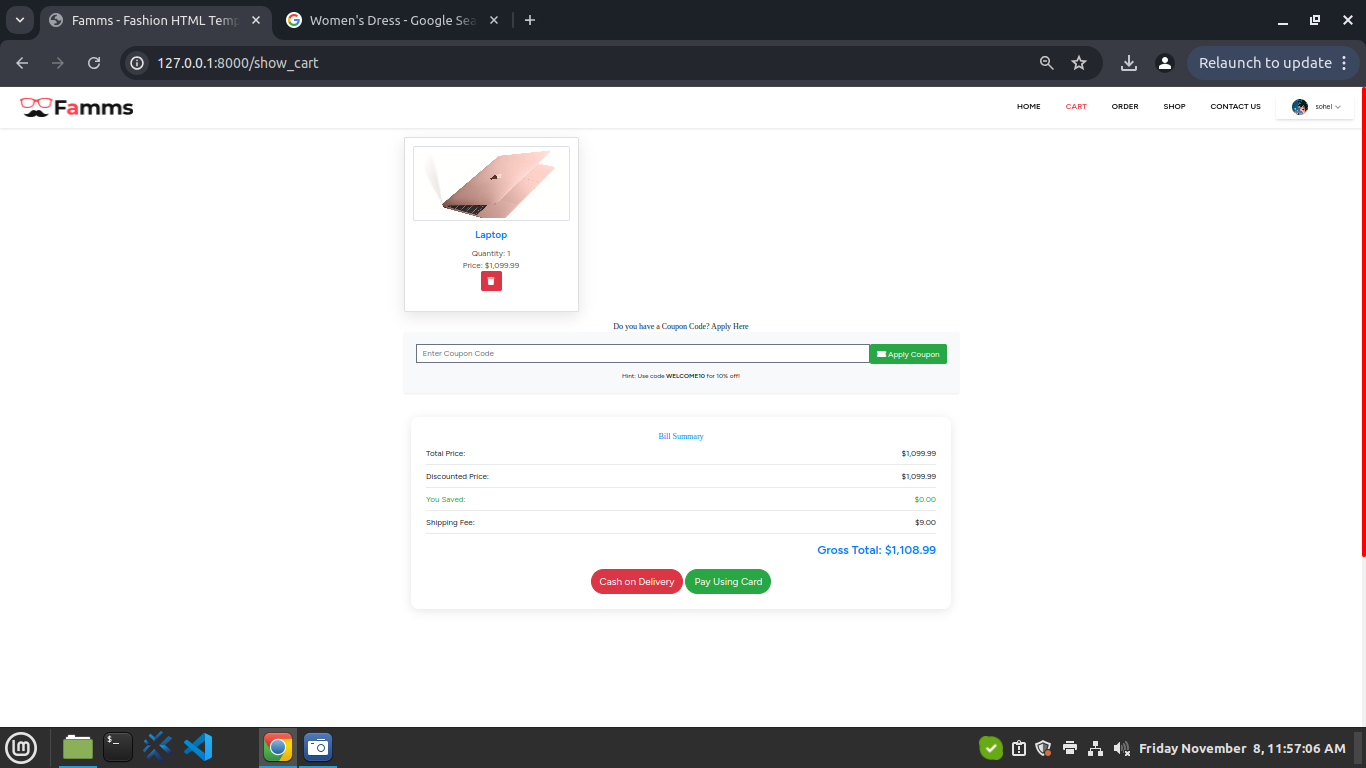 Famms - Fashion HTML Temp
Women's Dress - Google Sea
127.0.0.1:8000/show_cart
Relaunch to update
Famms
HOME
CART
ORDER
SHOP
CONTACT US
sohel
Laptop
Quantity: 1
Price: $1,099.99
Do you have a Coupon Code? Apply Here
Enter Coupon Code
Apply Coupon
Hint: Use code WELCOME10 for 10% off!
Bill Summary
Total Price: $1,099.99
Discounted Price: $1,099.99
You Saved: $0.00
Shipping Fee: $9.00
Gross Total: $1,108.99
Cash on Delivery
Pay Using Card
Friday November 8, 11:57:06 AM